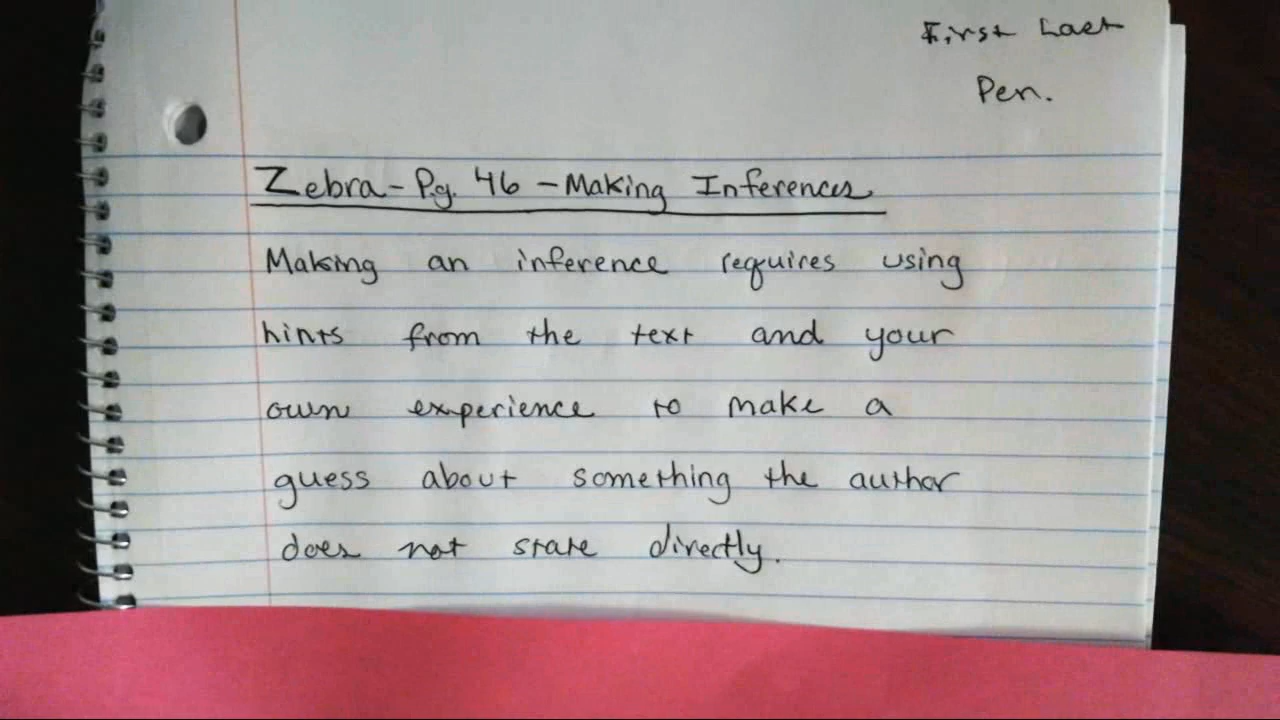 First Last
Pen.
Zebra - Pg. 46 - Making Inferences
Making an inference requires using
hints from the text and your
own experience to make a
guess about something the author
does not state directly.